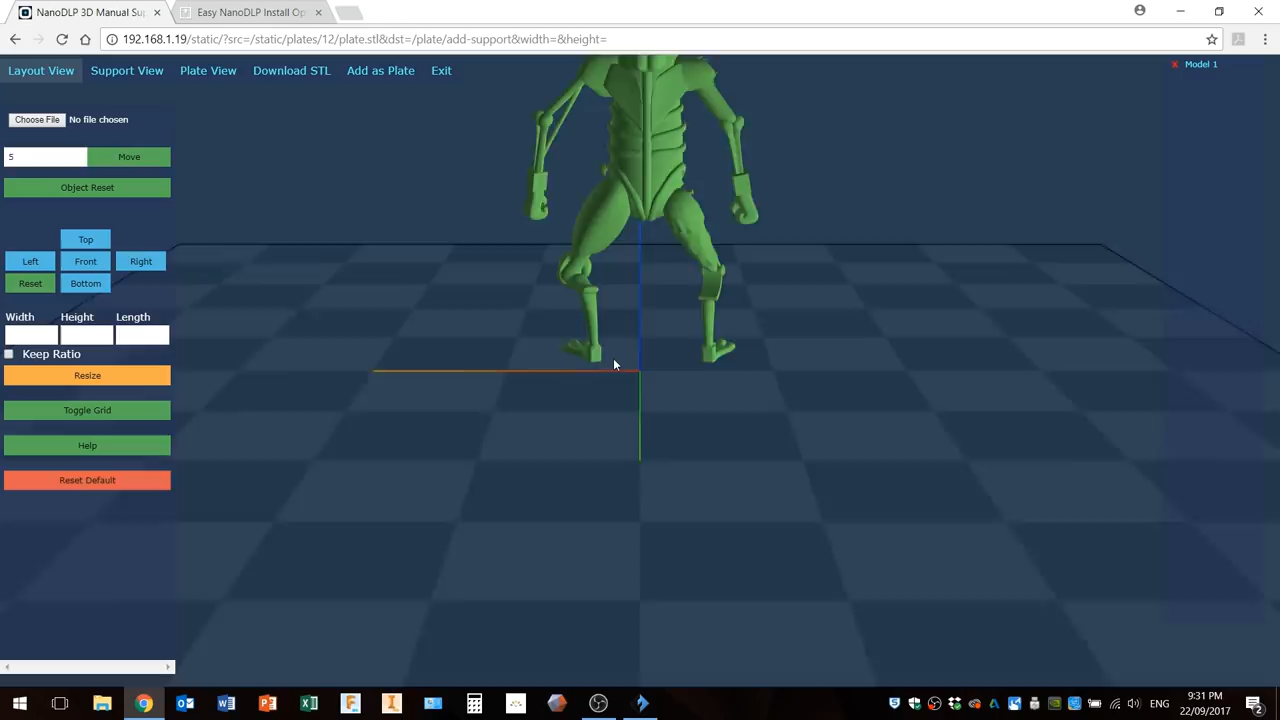 NanoDLP 3D Manual Sup
Easy NanoDLP Install Op
192.168.1.19/static/?src=/static/plates/12/plate.stl&dst=/plate/add-support&width=&height=
Layout View Support View Plate View Download STL Add as Plate Exit
X Model 1
Choose File No file chosen
5 Move
Object Reset
Top
Left Front Right
Reset Bottom
Width Height Length
Keep Ratio
Resize
Toggle Grid
Help
Reset Default
ENG
9:31 PM
22/09/2017
2